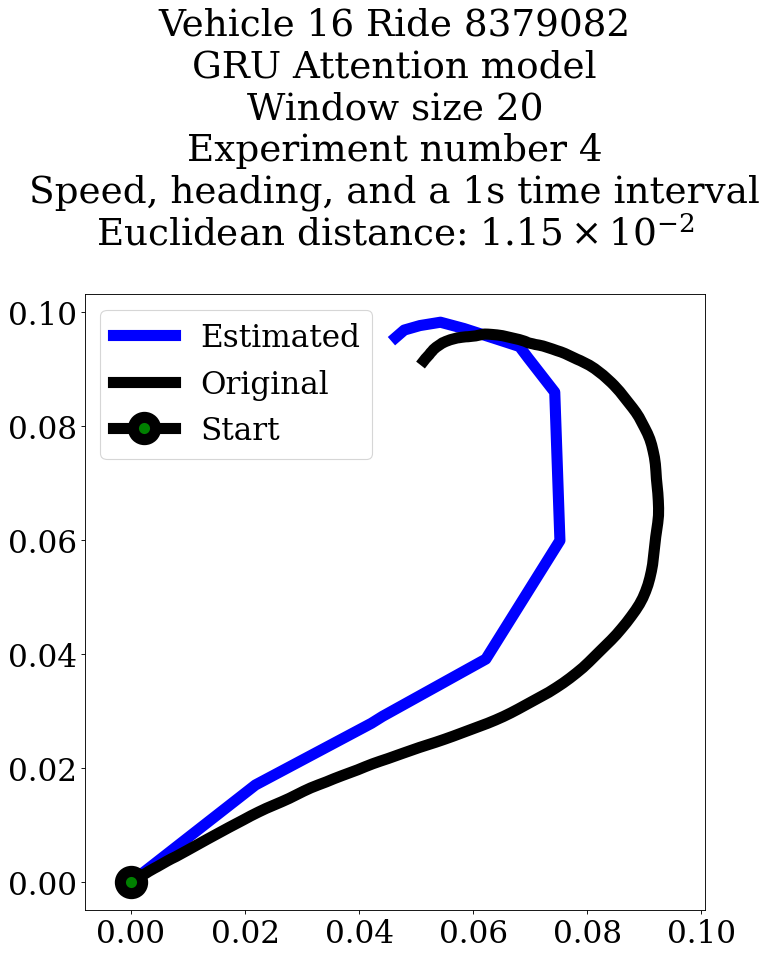 Vehicle 16 Ride 8379082
GRU Attention model
Window size 20
Experiment number 4
Speed, heading, and a 1s time interval
Euclidean distance: 1.15 × 10⁻²
0.10
Estimated
Original
0.08
Start
0.06
0.04
0.02
0.00
0.00 0.02 0.04 0.06 0.08 0.10